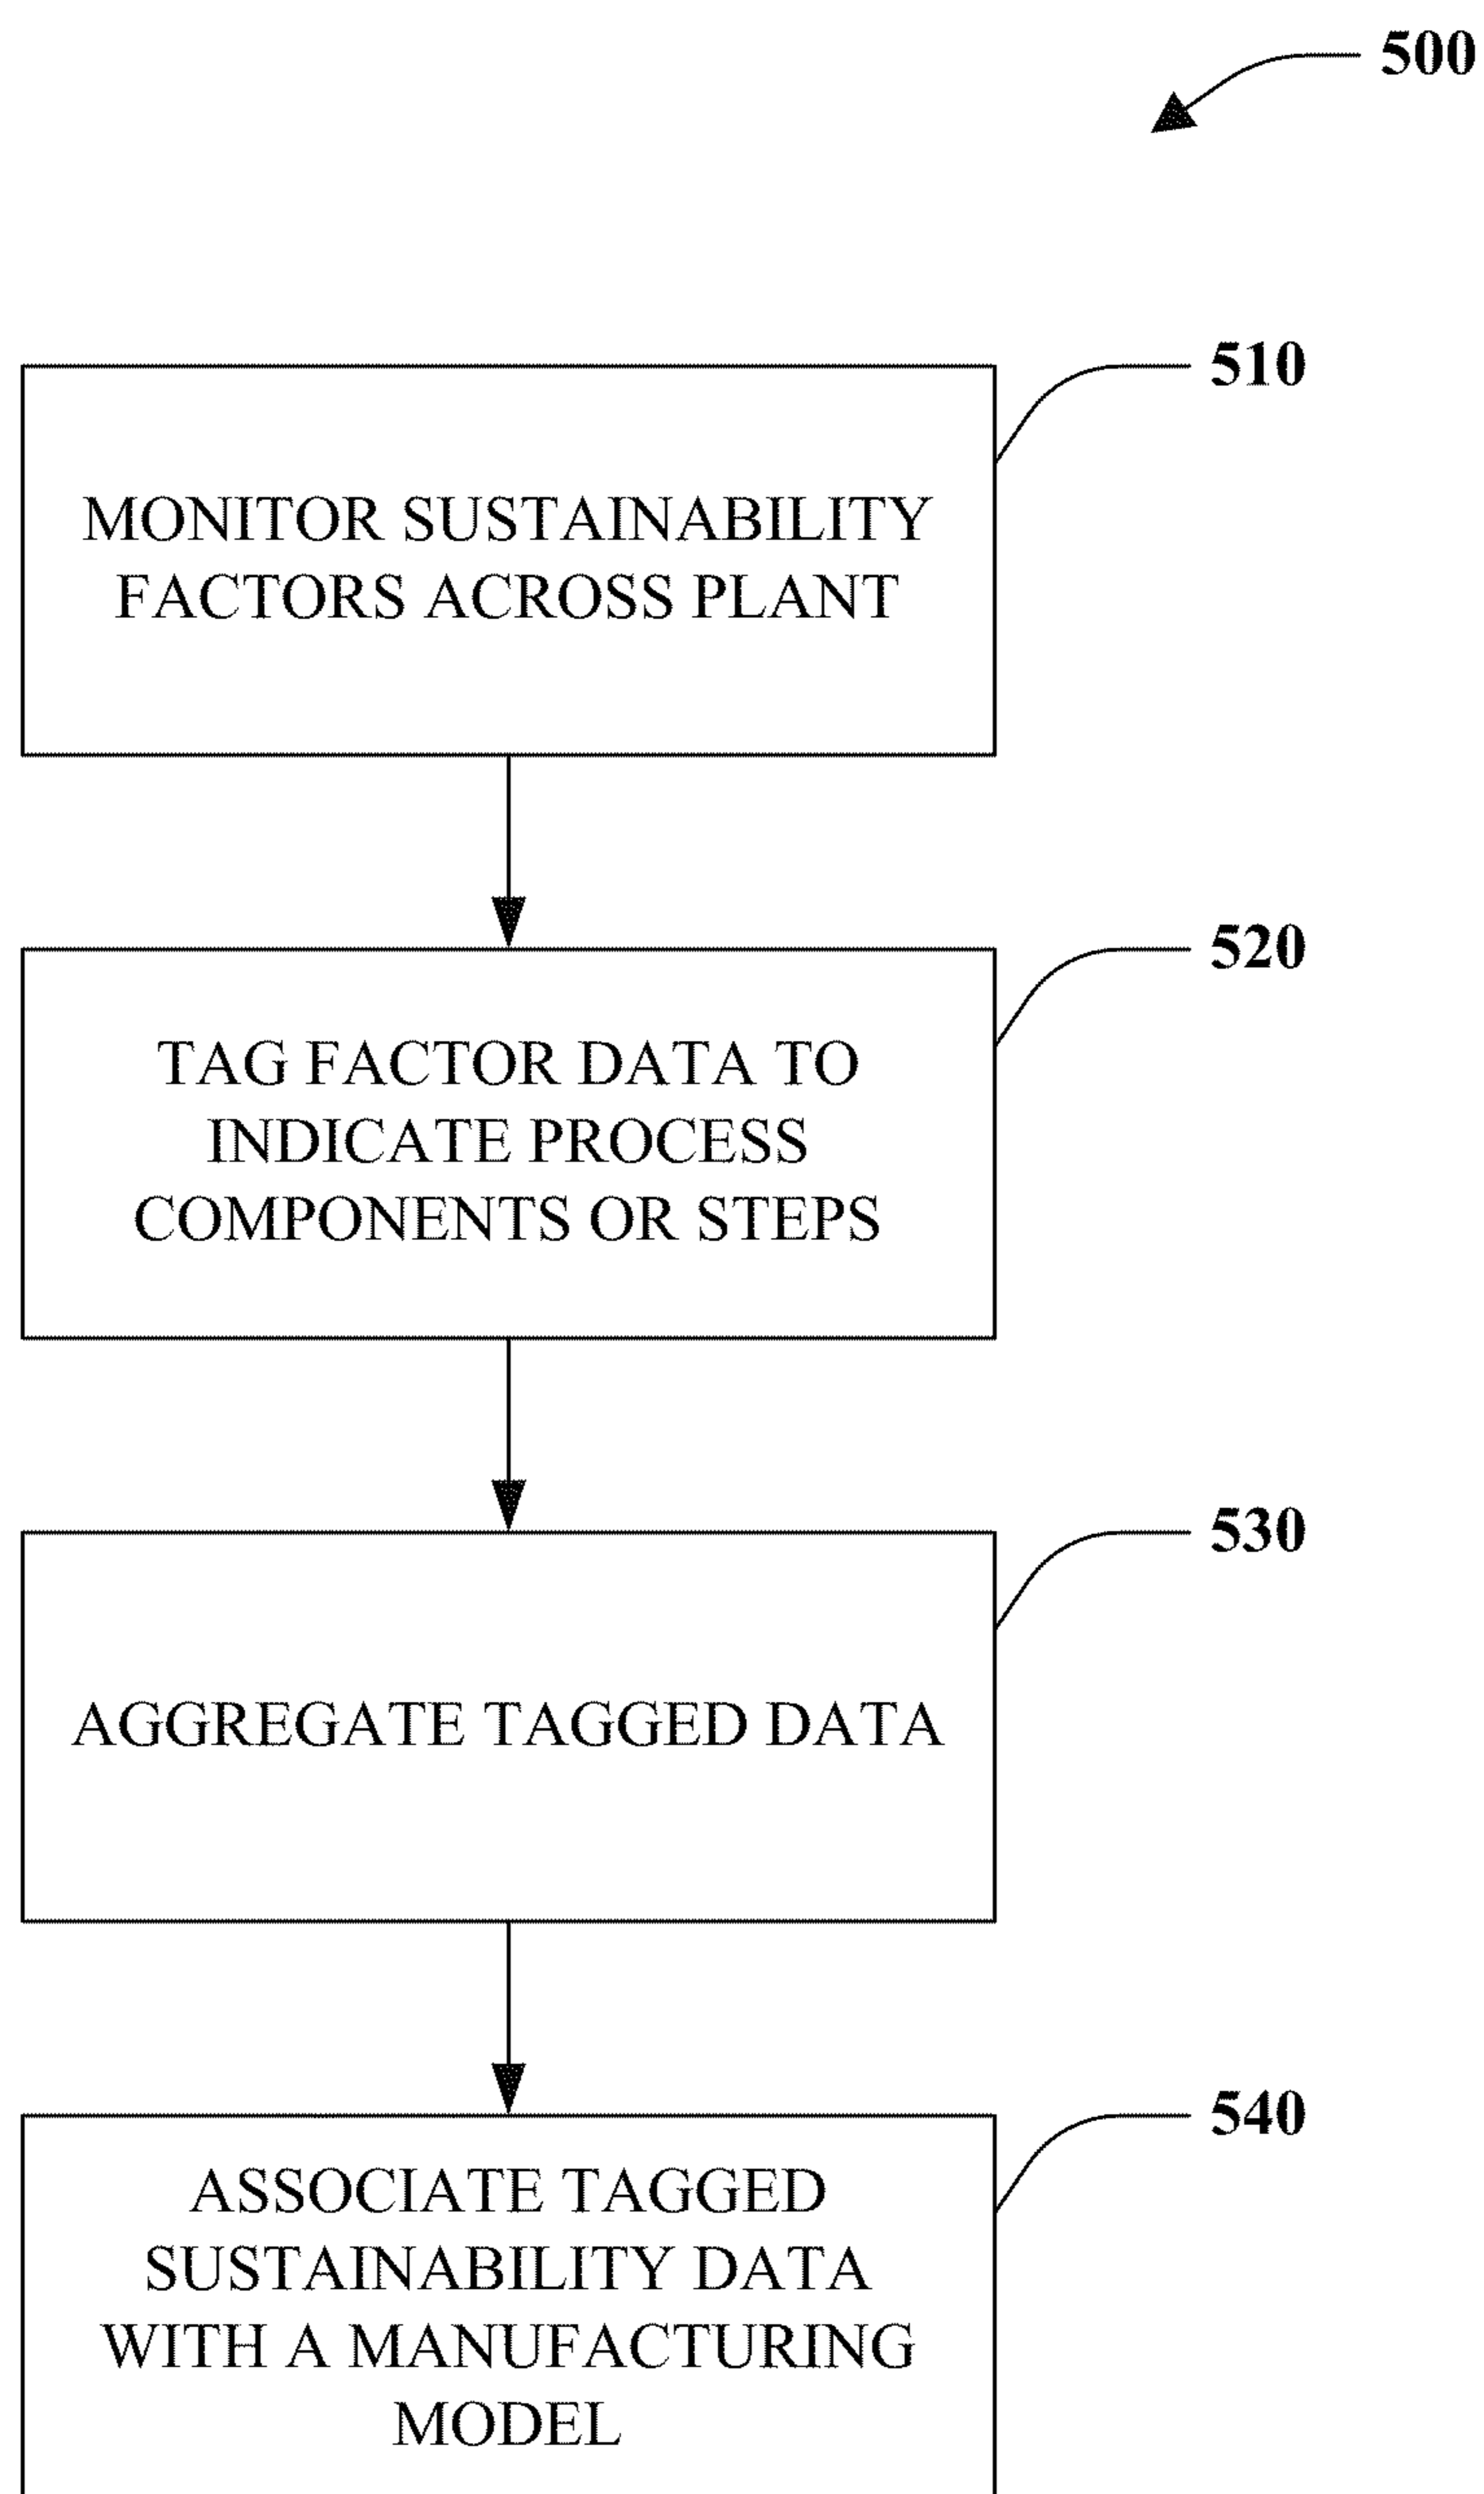 500
510
MONITOR SUSTAINABILITY
FACTORS ACROSS PLANT
520
TAG FACTOR DATA TO
INDICATE PROCESS
COMPONENTS OR STEPS
530
AGGREGATE TAGGED DATA
540
ASSOCIATE TAGGED
SUSTAINABILITY DATA
WITH A MANUFACTURING
MODEL